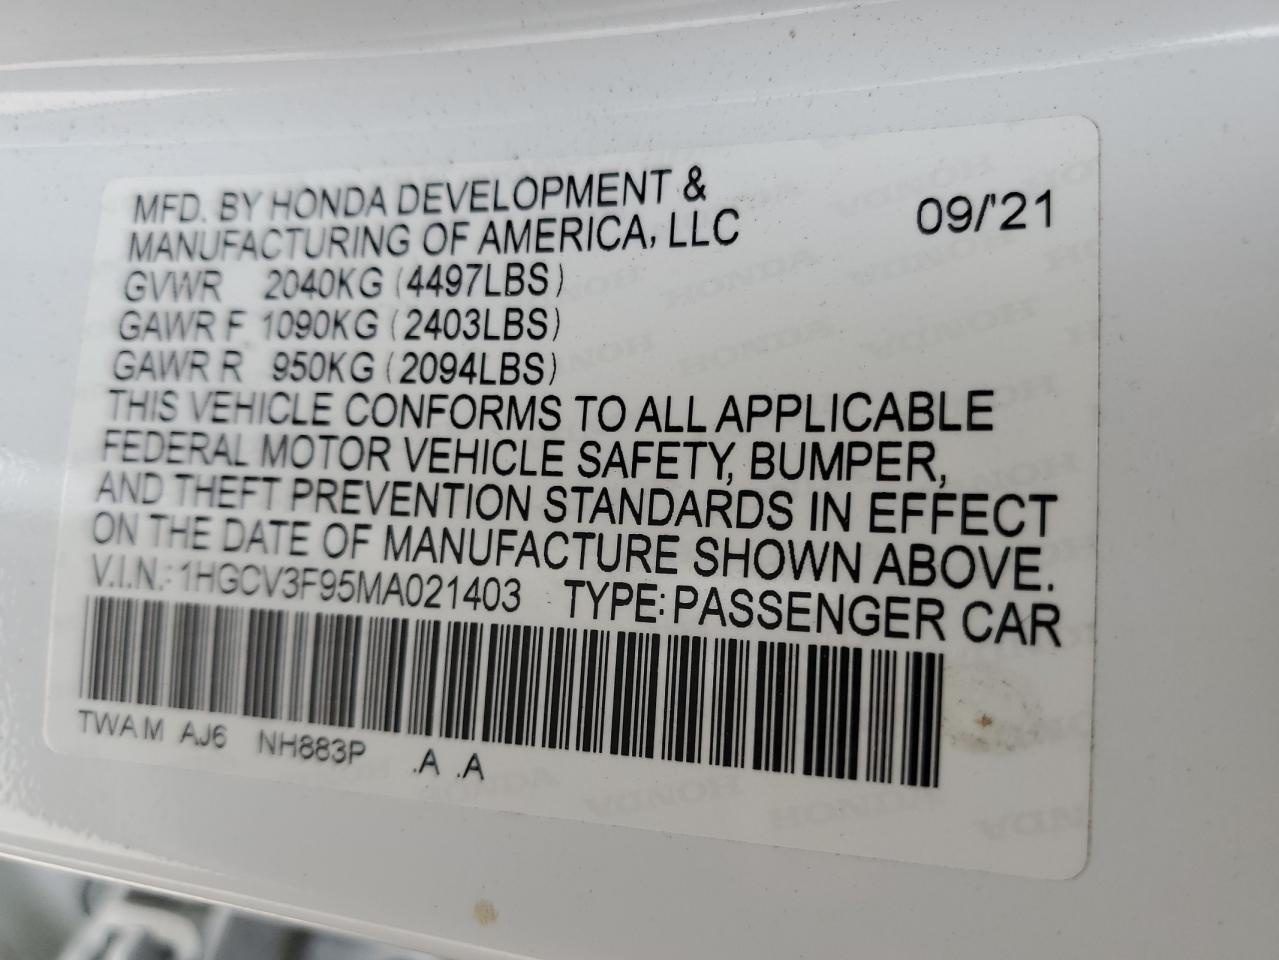 MFD. BY HONDA DEVELOPMENT &
MANUFACTURING OF AMERICA, LLC 09/'21
GVWR 2040KG (4497LBS)
GAWR F 1090KG (2403LBS)
GAWR R 950KG (2094LBS)
THIS VEHICLE CONFORMS TO ALL APPLICABLE
FEDERAL MOTOR VEHICLE SAFETY, BUMPER,
AND THEFT PREVENTION STANDARDS IN EFFECT
ON THE DATE OF MANUFACTURE SHOWN ABOVE.
V.I.N.: 1HGCV3F95MA021403 TYPE: PASSENGER CAR
TWA M AJ6 NH883P .A .A